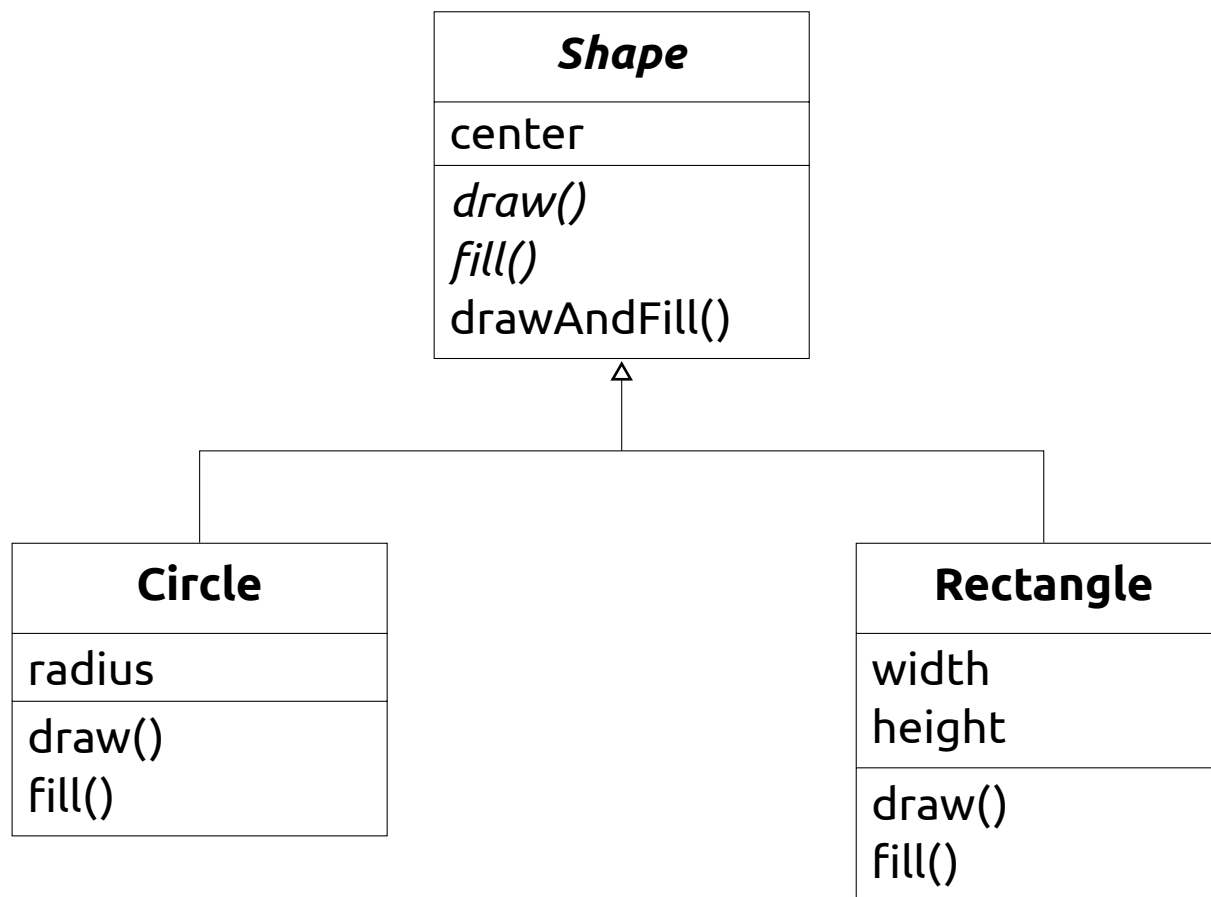 Shape
center
draw()
fill()
drawAndFill()
Circle
radius
draw()
fill()
Rectangle
width
height
draw()
fill()